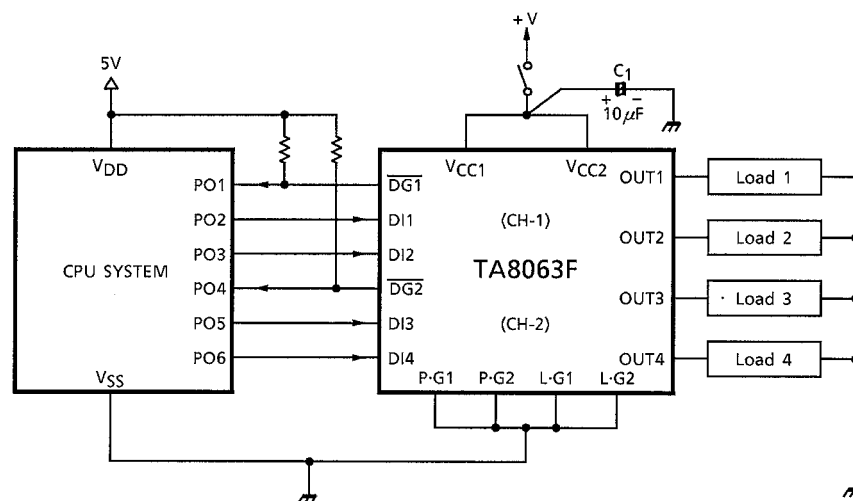 +V
5V
C1
+ −
10μF
VDD
VCC1
VCC2
PO1
DG1
OUT1
Load 1
PO2
DI1
(CH-1)
PO3
DI2
OUT2
Load 2
CPU SYSTEM
TA8063F
PO4
DG2
OUT3
Load 3
PO5
DI3
(CH-2)
PO6
DI4
OUT4
Load 4
VSS
P·G1
P·G2
L·G1
L·G2